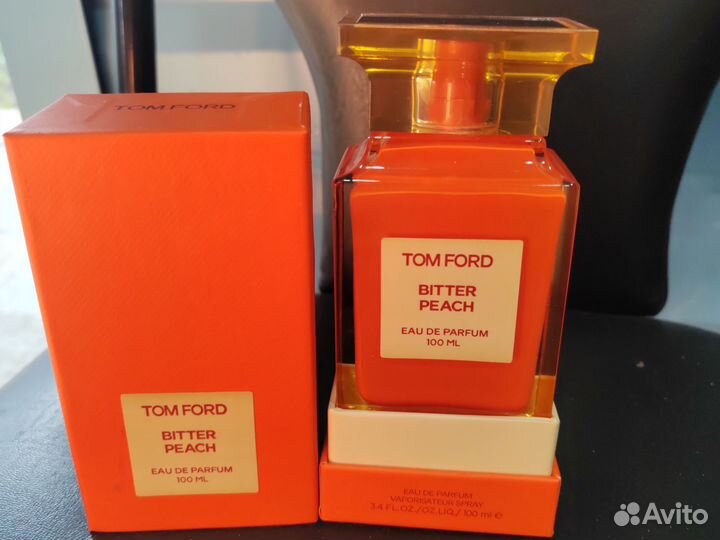 TOM FORD
TOM FORD
BITTER
PEACH
EAU DE PARFUM
100 ML
TOM FORD
BITTER
PEACH
EAU DE PARFUM
100 ML
EAU DE PARFUM
VAPORISATEUR SPRAY
3.4 FL.OZ./OZ.LIQ./100 ml e
Avito